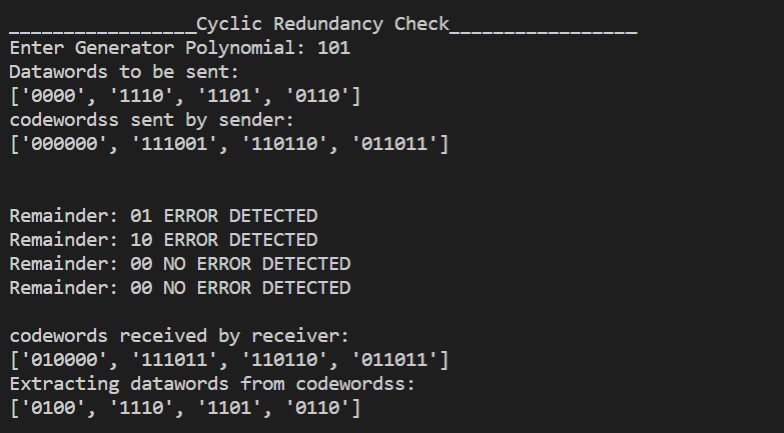 _________________Cyclic Redundancy Check_________________
Enter Generator Polynomial: 101
Datawords to be sent:
['0000', '1110', '1101', '0110']
codewordss sent by sender:
['000000', '111001', '110110', '011011']
Remainder: 01 ERROR DETECTED
Remainder: 10 ERROR DETECTED
Remainder: 00 NO ERROR DETECTED
Remainder: 00 NO ERROR DETECTED
codewords received by receiver:
['010000', '111011', '110110', '011011']
Extracting datawords from codewordss:
['0100', '1110', '1101', '0110']